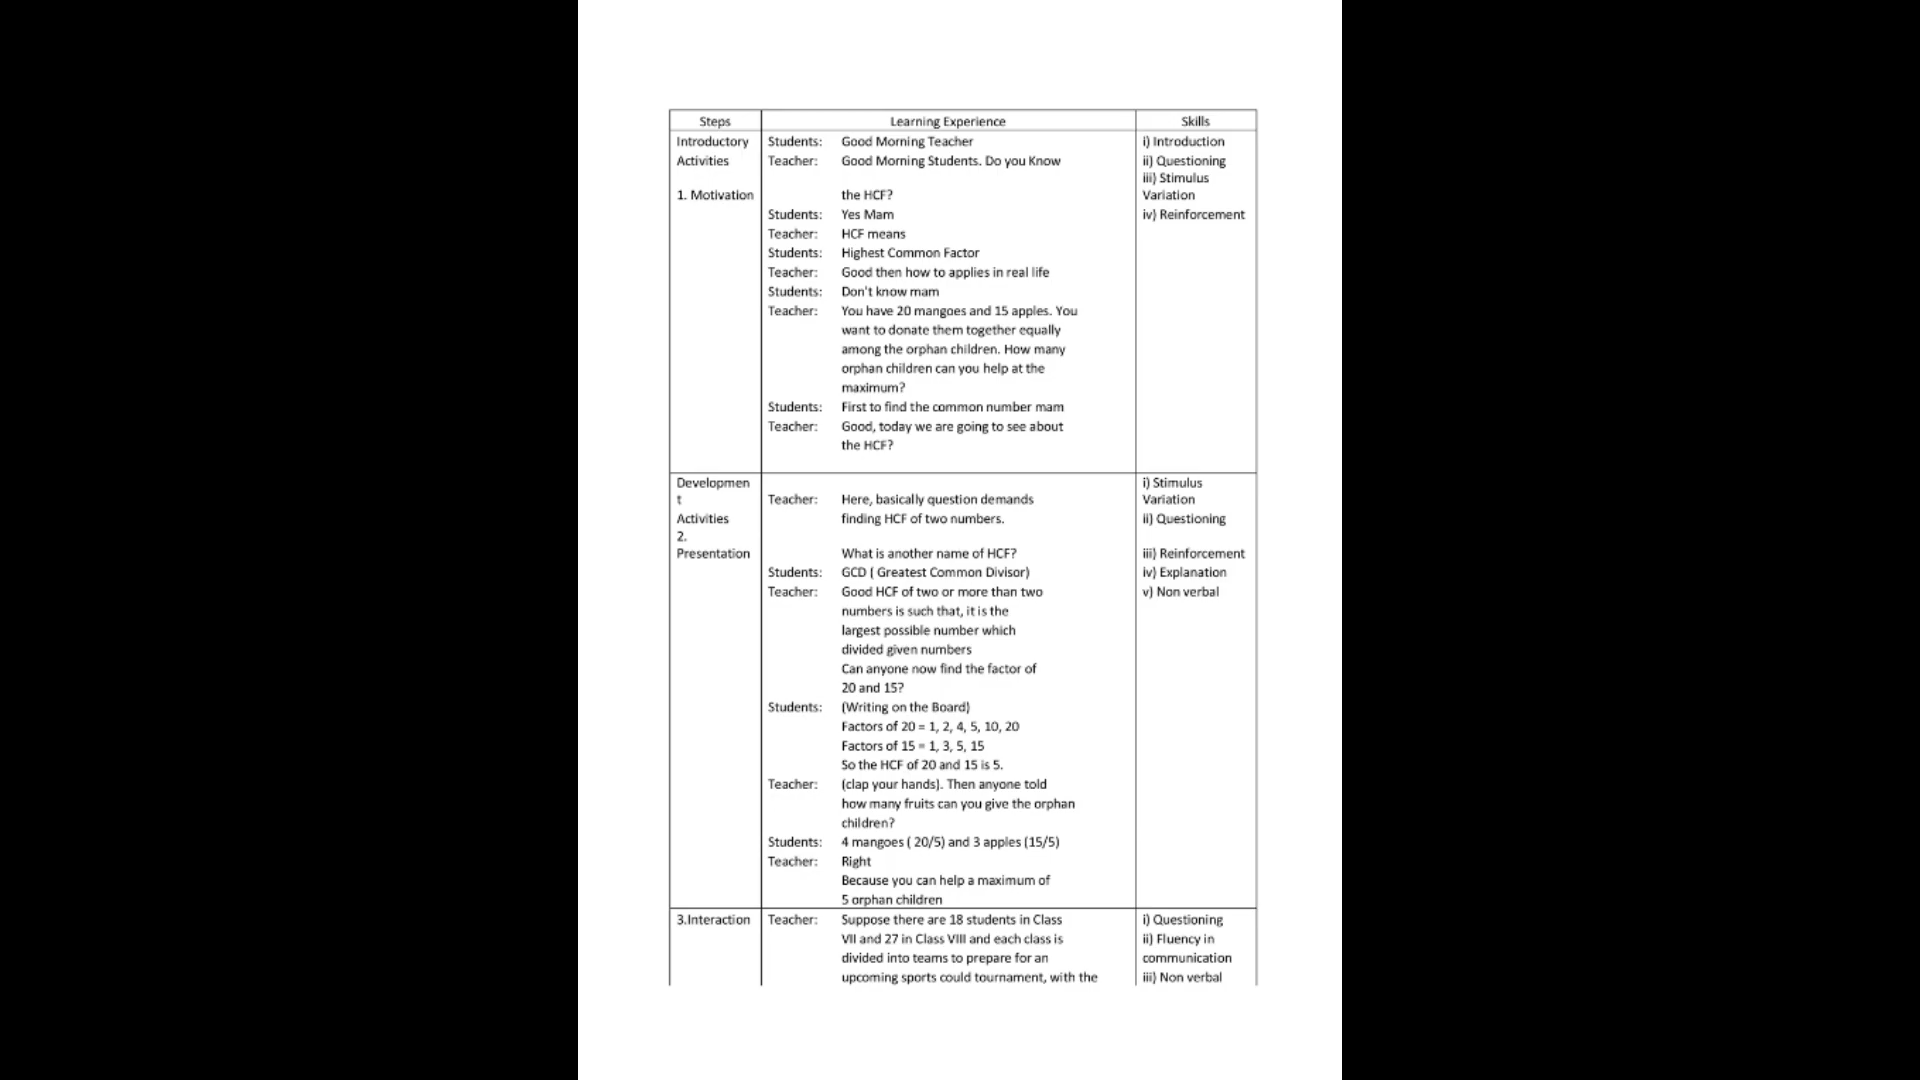 Steps Learning Experience Skills
Introductory Students: Good Morning Teacher i) Introduction
Activities Teacher: Good Morning Students. Do you Know ii) Questioning
iii) Stimulus
1. Motivation the HCF? Variation
Students: Yes Mam iv) Reinforcement
Teacher: HCF means
Students: Highest Common Factor
Teacher: Good then how to applies in real life
Students: Don't know mam
Teacher: You have 20 mangoes and 15 apples. You
want to donate them together equally
among the orphan children. How many
orphan children can you help at the
maximum?
Students: First to find the common number mam
Teacher: Good, today we are going to see about
the HCF?
Developmen i) Stimulus
t Teacher: Here, basically question demands Variation
Activities finding HCF of two numbers. ii) Questioning
2.
Presentation What is another name of HCF? iii) Reinforcement
Students: GCD ( Greatest Common Divisor) iv) Explanation
Teacher: Good HCF of two or more than two v) Non verbal
numbers is such that, it is the
largest possible number which
divided given numbers
Can anyone now find the factor of
20 and 15?
Students: (Writing on the Board)
Factors of 20 = 1, 2, 4, 5, 10, 20
Factors of 15 = 1, 3, 5, 15
So the HCF of 20 and 15 is 5.
Teacher: (clap your hands). Then anyone told
how many fruits can you give the orphan
children?
Students: 4 mangoes ( 20/5) and 3 apples (15/5)
Teacher: Right
Because you can help a maximum of
5 orphan children
3.Interaction Teacher: Suppose there are 18 students in Class i) Questioning
VII and 27 in Class VIII and each class is ii) Fluency in
divided into teams to prepare for an communication
upcoming sports could tournament, with the iii) Non verbal